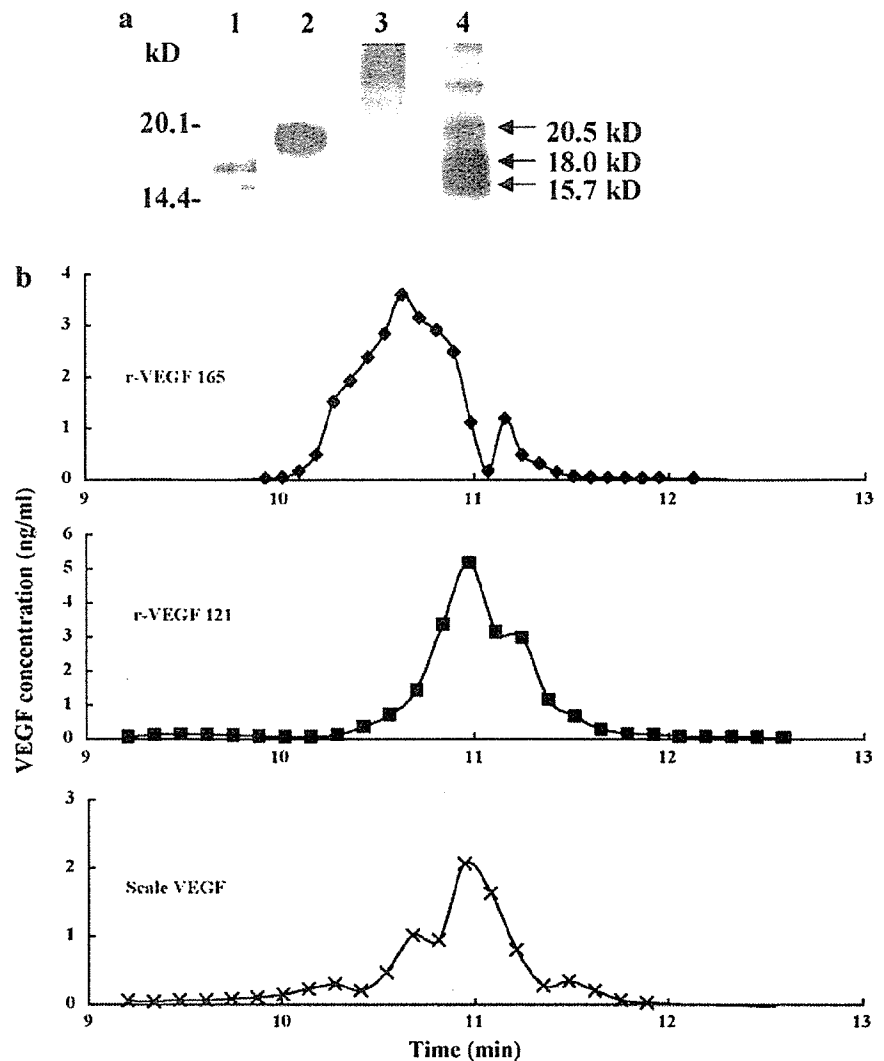 a 1 2 3 4
kD
20.1-
14.4-
20.5 kD
18.0 kD
15.7 kD
b
VEGF concentration (ng/ml)
4
3
2
1
0
r-VEGF 165
9 10 11 12 13
6
5
4
3
2
1
0
r-VEGF 121
9 10 11 12 13
3
2
1
0
Scale VEGF
9 10 11 12 13
Time (min)